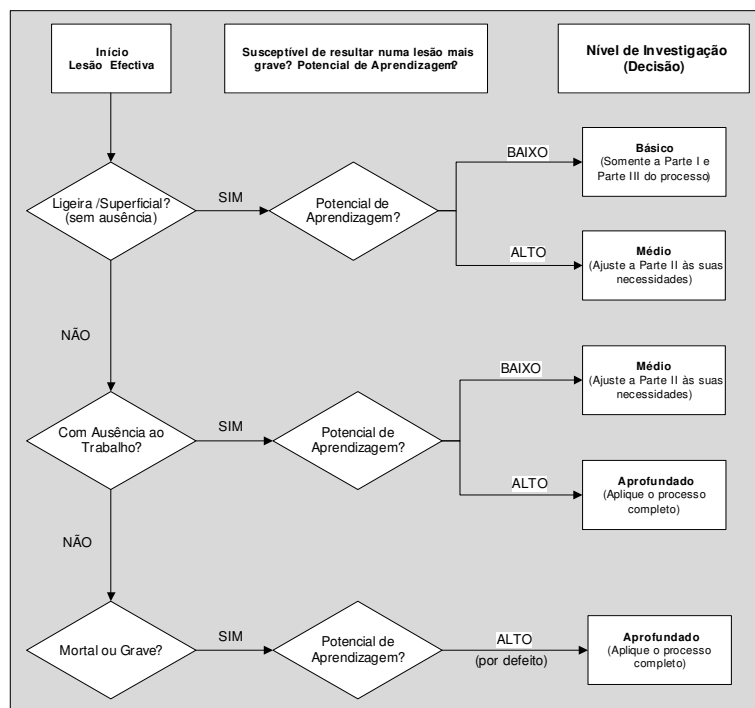 Início
Lesão Efectiva
Susceptível de resultar numa lesão mais
grave? Potencial de Aprendizagem?
Nível de Investigação
(Decisão)
Ligeira /Superficial?
(sem ausência)
SIM
Potencial de
Aprendizagem?
BAIXO
Básico
(Somente a Parte I e
Parte III do processo)
ALTO
Médio
(Ajuste a Parte II às suas
necessidades)
NÃO
Com Ausência ao
Trabalho?
SIM
Potencial de
Aprendizagem?
BAIXO
Médio
(Ajuste a Parte II às suas
necessidades)
ALTO
Aprofundado
(Aplique o processo
completo)
NÃO
Mortal ou Grave?
SIM
Potencial de
Aprendizagem?
ALTO
(por defeito)
Aprofundado
(Aplique o processo
completo)